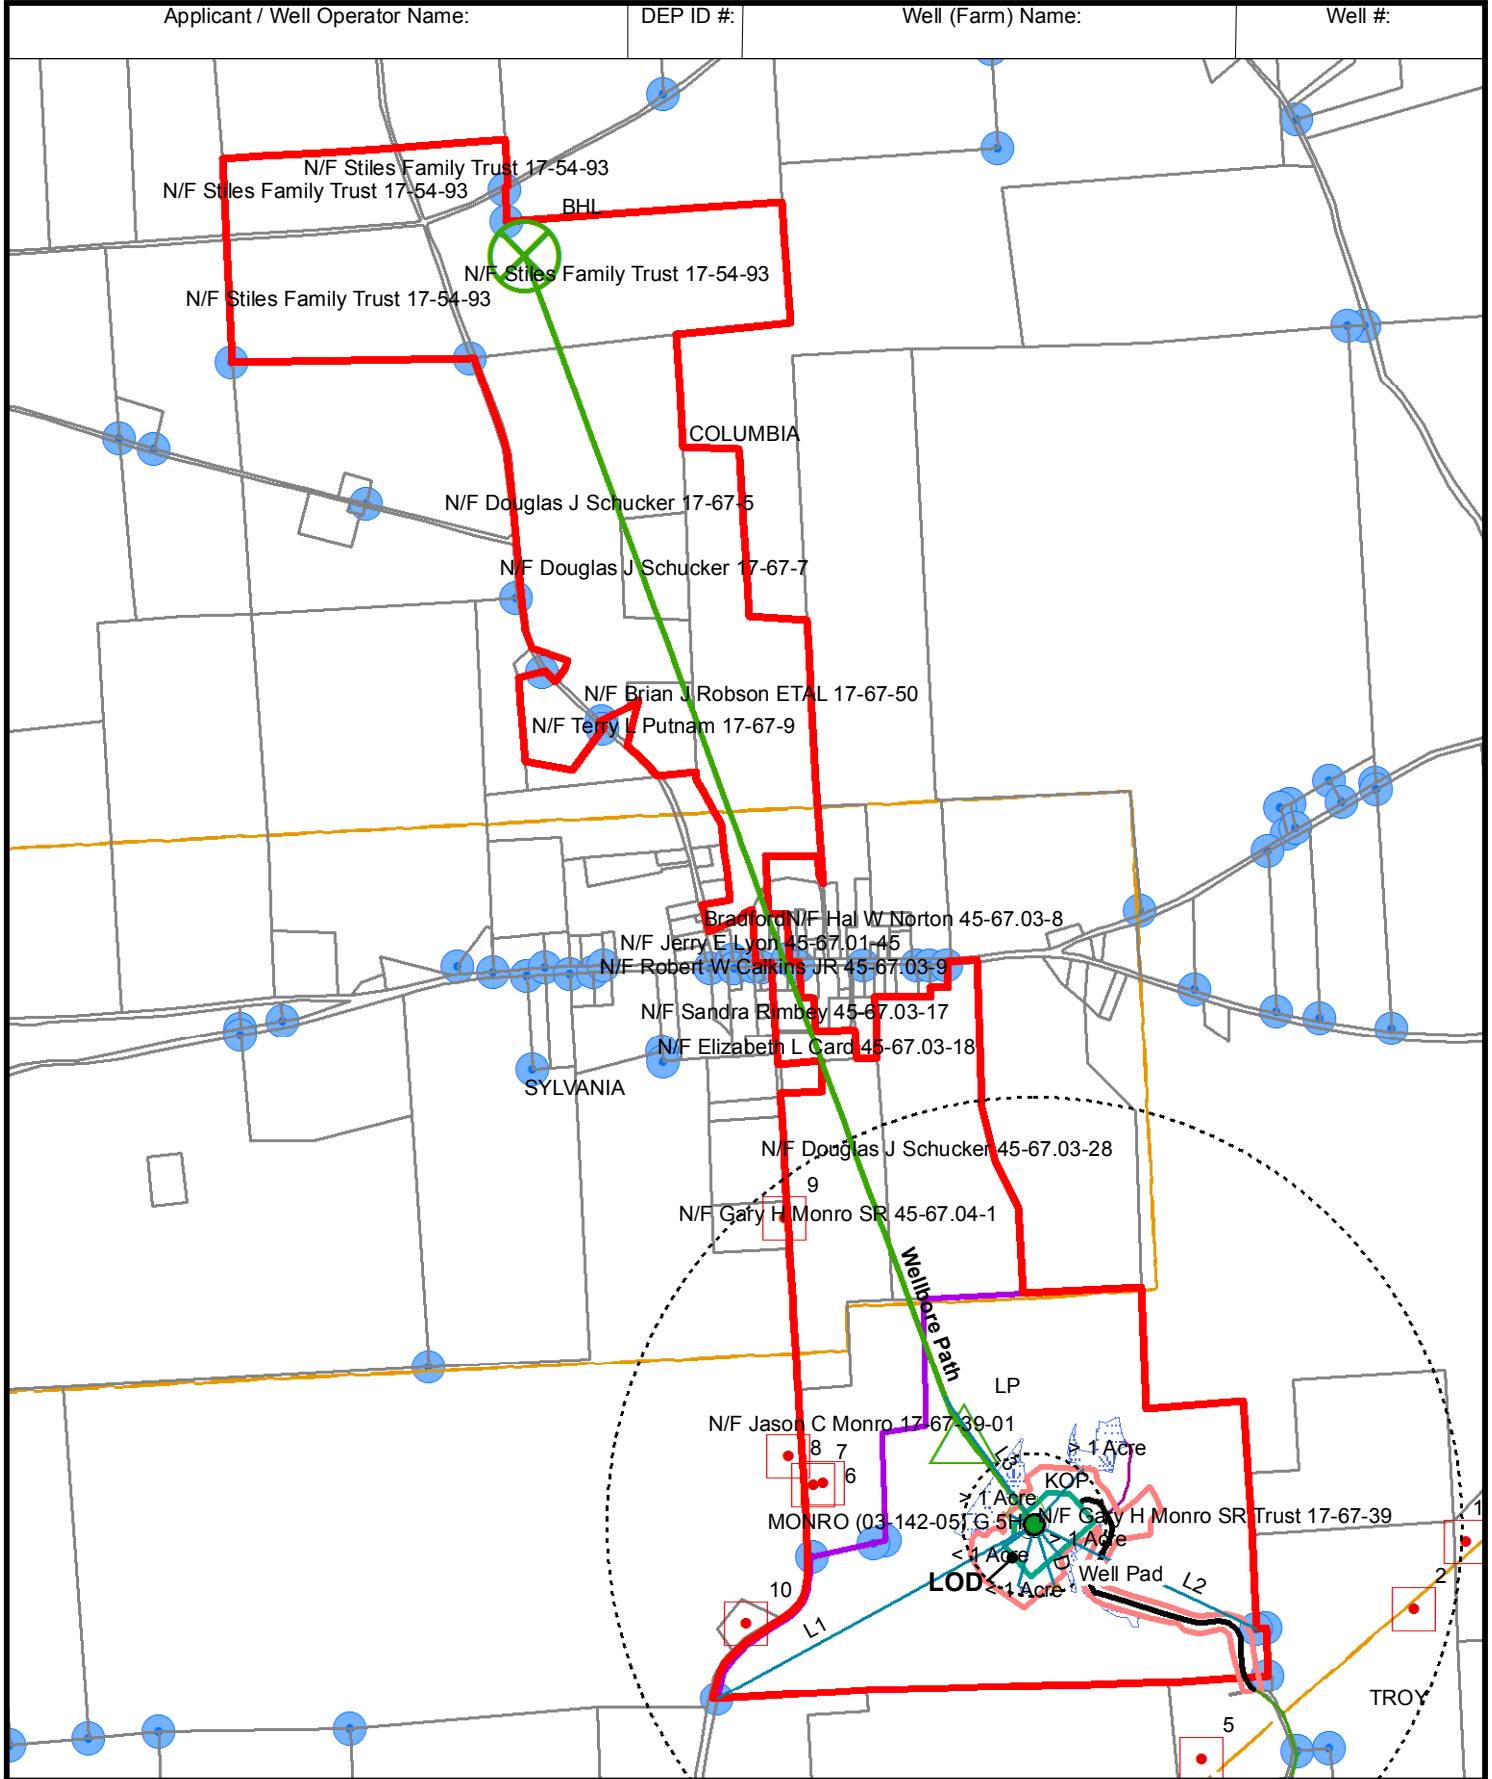 Applicant / Well Operator Name: DEP ID #: Well (Farm) Name: Well #:
N/F Stiles Family Trust 17-54-93
N/F Stiles Family Trust 17-54-93
BHL
N/F Stiles Family Trust 17-54-93
N/F Stiles Family Trust 17-54-93
COLUMBIA
N/F Douglas J Schucker 17-67-5
N/F Douglas J Schucker 17-67-7
N/F Brian J Robson ETAL 17-67-50
N/F Terry L Putnam 17-67-9
Bradford N/F Hal W Norton 45-67.03-8
N/F Jerry E Lyon 45-67.01-45
N/F Robert W Calkins JR 45-67.03-9
N/F Sandra Rimbey 45-67.03-17
N/F Elizabeth L Card 45-67.03-18
SYLVANIA
N/F Douglas J Schucker 45-67.03-28
9
N/F Gary H Monro SR 45-67.04-1
Wellbore Path
LP
N/F Jason C Monro 17-67-39-01
8
7
6
L3
> 1 Acre
KOP
> 1 Acre
1
MONRO (03-142-05) G 5H
N/F Gary H Monro SR Trust 17-67-39
> 1 Acre
< 1 Acre
D
Well Pad
LOD
< 1 Acre
L2
2
10
L1
TROY
5